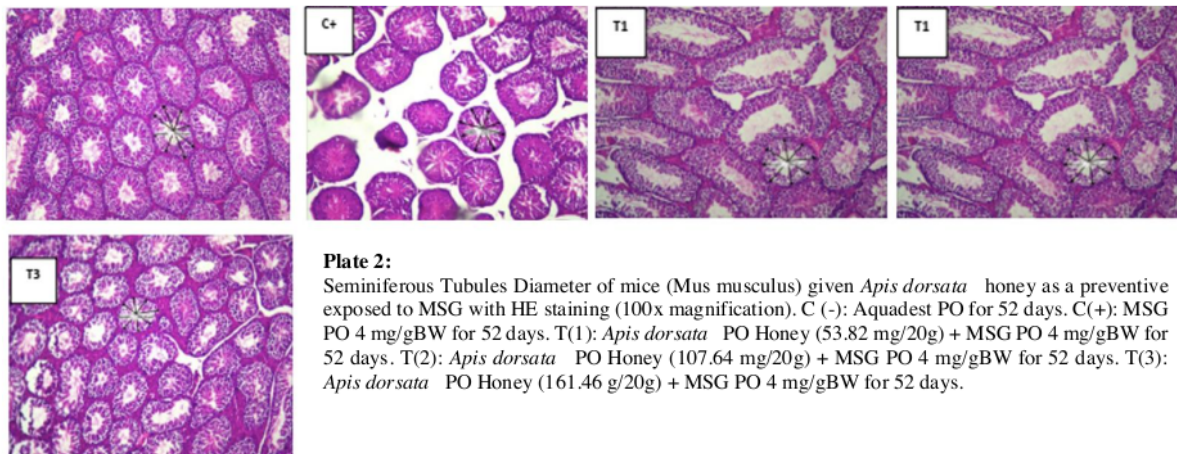 C+
T1
T1
T3
Plate 2:
Seminiferous Tubules Diameter of mice (Mus musculus) given Apis dorsata honey as a preventive
exposed to MSG with HE staining (100x magnification). C (-): Aquadest PO for 52 days. C(+): MSG
PO 4 mg/gBW for 52 days. T(1): Apis dorsata PO Honey (53.82 mg/20g) + MSG PO 4 mg/gBW for
52 days. T(2): Apis dorsata PO Honey (107.64 mg/20g) + MSG PO 4 mg/gBW for 52 days. T(3):
Apis dorsata PO Honey (161.46 g/20g) + MSG PO 4 mg/gBW for 52 days.